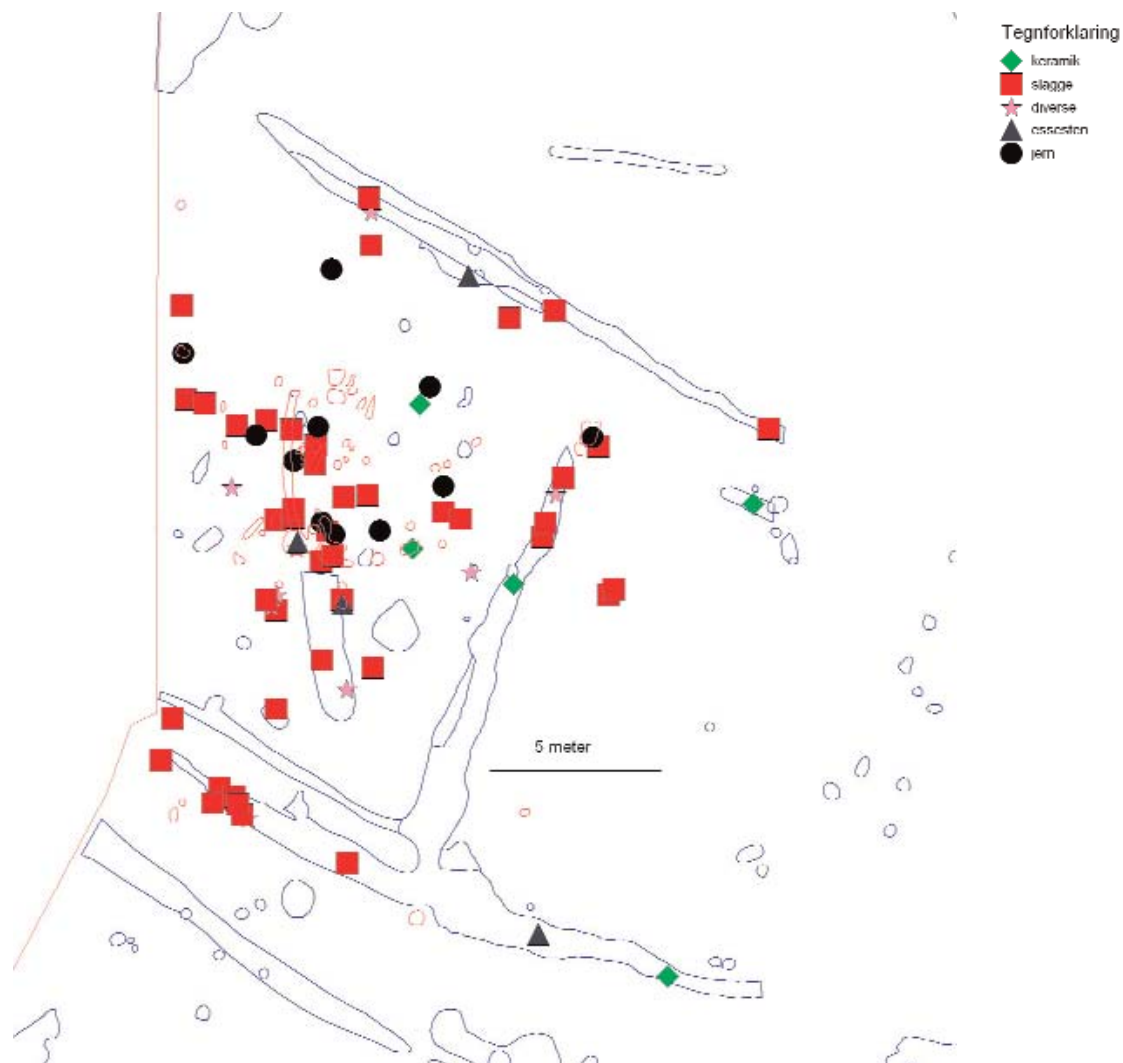 Tegnforklaring
keramik
slagge
diverse
essesten
jern
5 meter